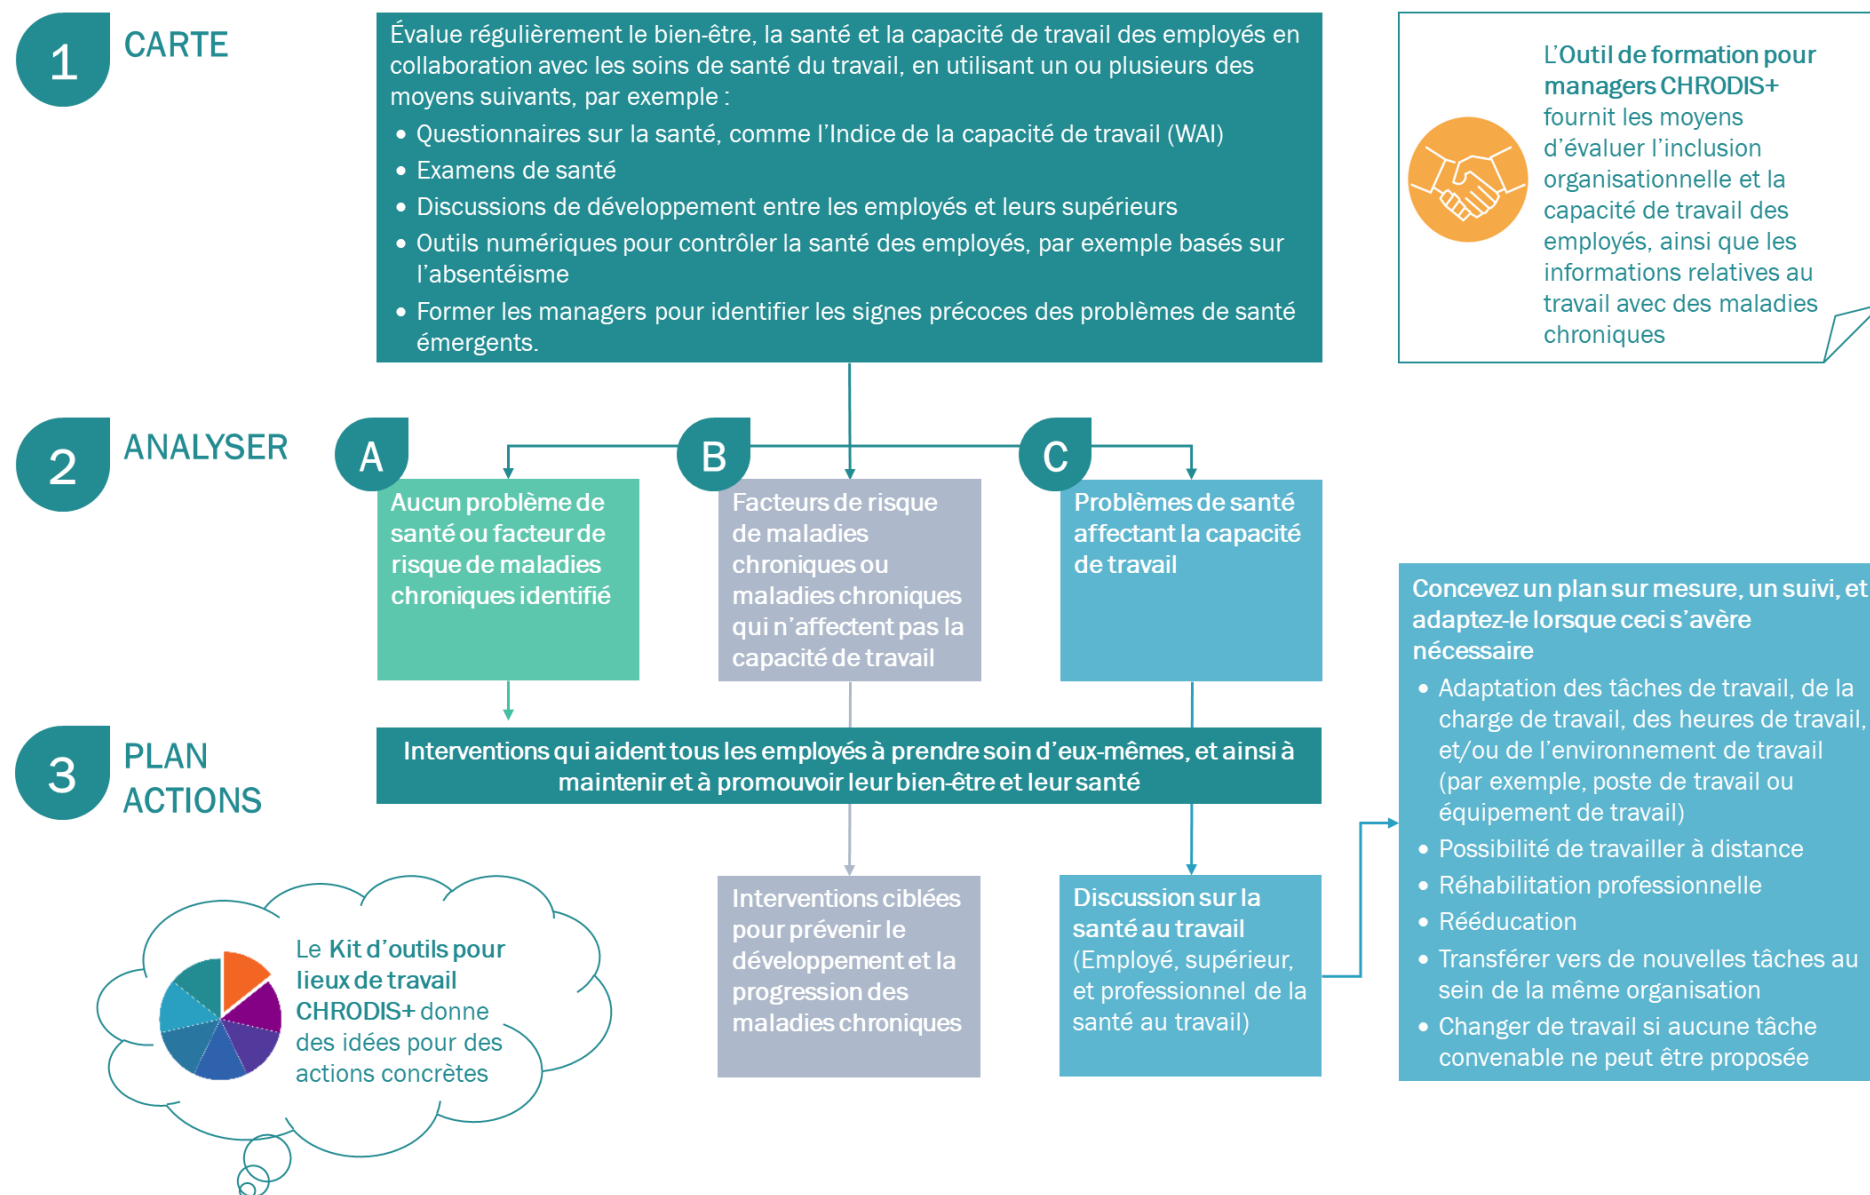 1
CARTE
Évalue régulièrement le bien-être, la santé et la capacité de travail des employés en
collaboration avec les soins de santé du travail, en utilisant un ou plusieurs des
moyens suivants, par exemple :
• Questionnaires sur la santé, comme l’Indice de la capacité de travail (WAI)
• Examens de santé
• Discussions de développement entre les employés et leurs supérieurs
• Outils numériques pour contrôler la santé des employés, par exemple basés sur
l’absentéisme
• Former les managers pour identifier les signes précoces des problèmes de santé
émergents.
L’Outil de formation pour
managers CHRODIS+
fournit les moyens
d’évaluer l’inclusion
organisationnelle et la
capacité de travail des
employés, ainsi que les
informations relatives au
travail avec des maladies
chroniques
2
ANALYSER
A
Aucun problème de
santé ou facteur de
risque de maladies
chroniques identifié
B
Facteurs de risque
de maladies
chroniques ou
maladies chroniques
qui n’affectent pas la
capacité de travail
C
Problèmes de santé
affectant la capacité
de travail
3
PLAN
ACTIONS
Interventions qui aident tous les employés à prendre soin d’eux-mêmes, et ainsi à
maintenir et à promouvoir leur bien-être et leur santé
Interventions ciblées
pour prévenir le
développement et la
progression des
maladies chroniques
Discussion sur la
santé au travail
(Employé, supérieur,
et professionnel de la
santé au travail)
Concevez un plan sur mesure, un suivi, et
adaptez-le lorsque ceci s’avère
nécessaire
• Adaptation des tâches de travail, de la
charge de travail, des heures de travail,
et/ou de l’environnement de travail
(par exemple, poste de travail ou
équipement de travail)
• Possibilité de travailler à distance
• Réhabilitation professionnelle
• Rééducation
• Transférer vers de nouvelles tâches au
sein de la même organisation
• Changer de travail si aucune tâche
convenable ne peut être proposée
Le Kit d’outils pour
lieux de travail
CHRODIS+ donne
des idées pour des
actions concrètes